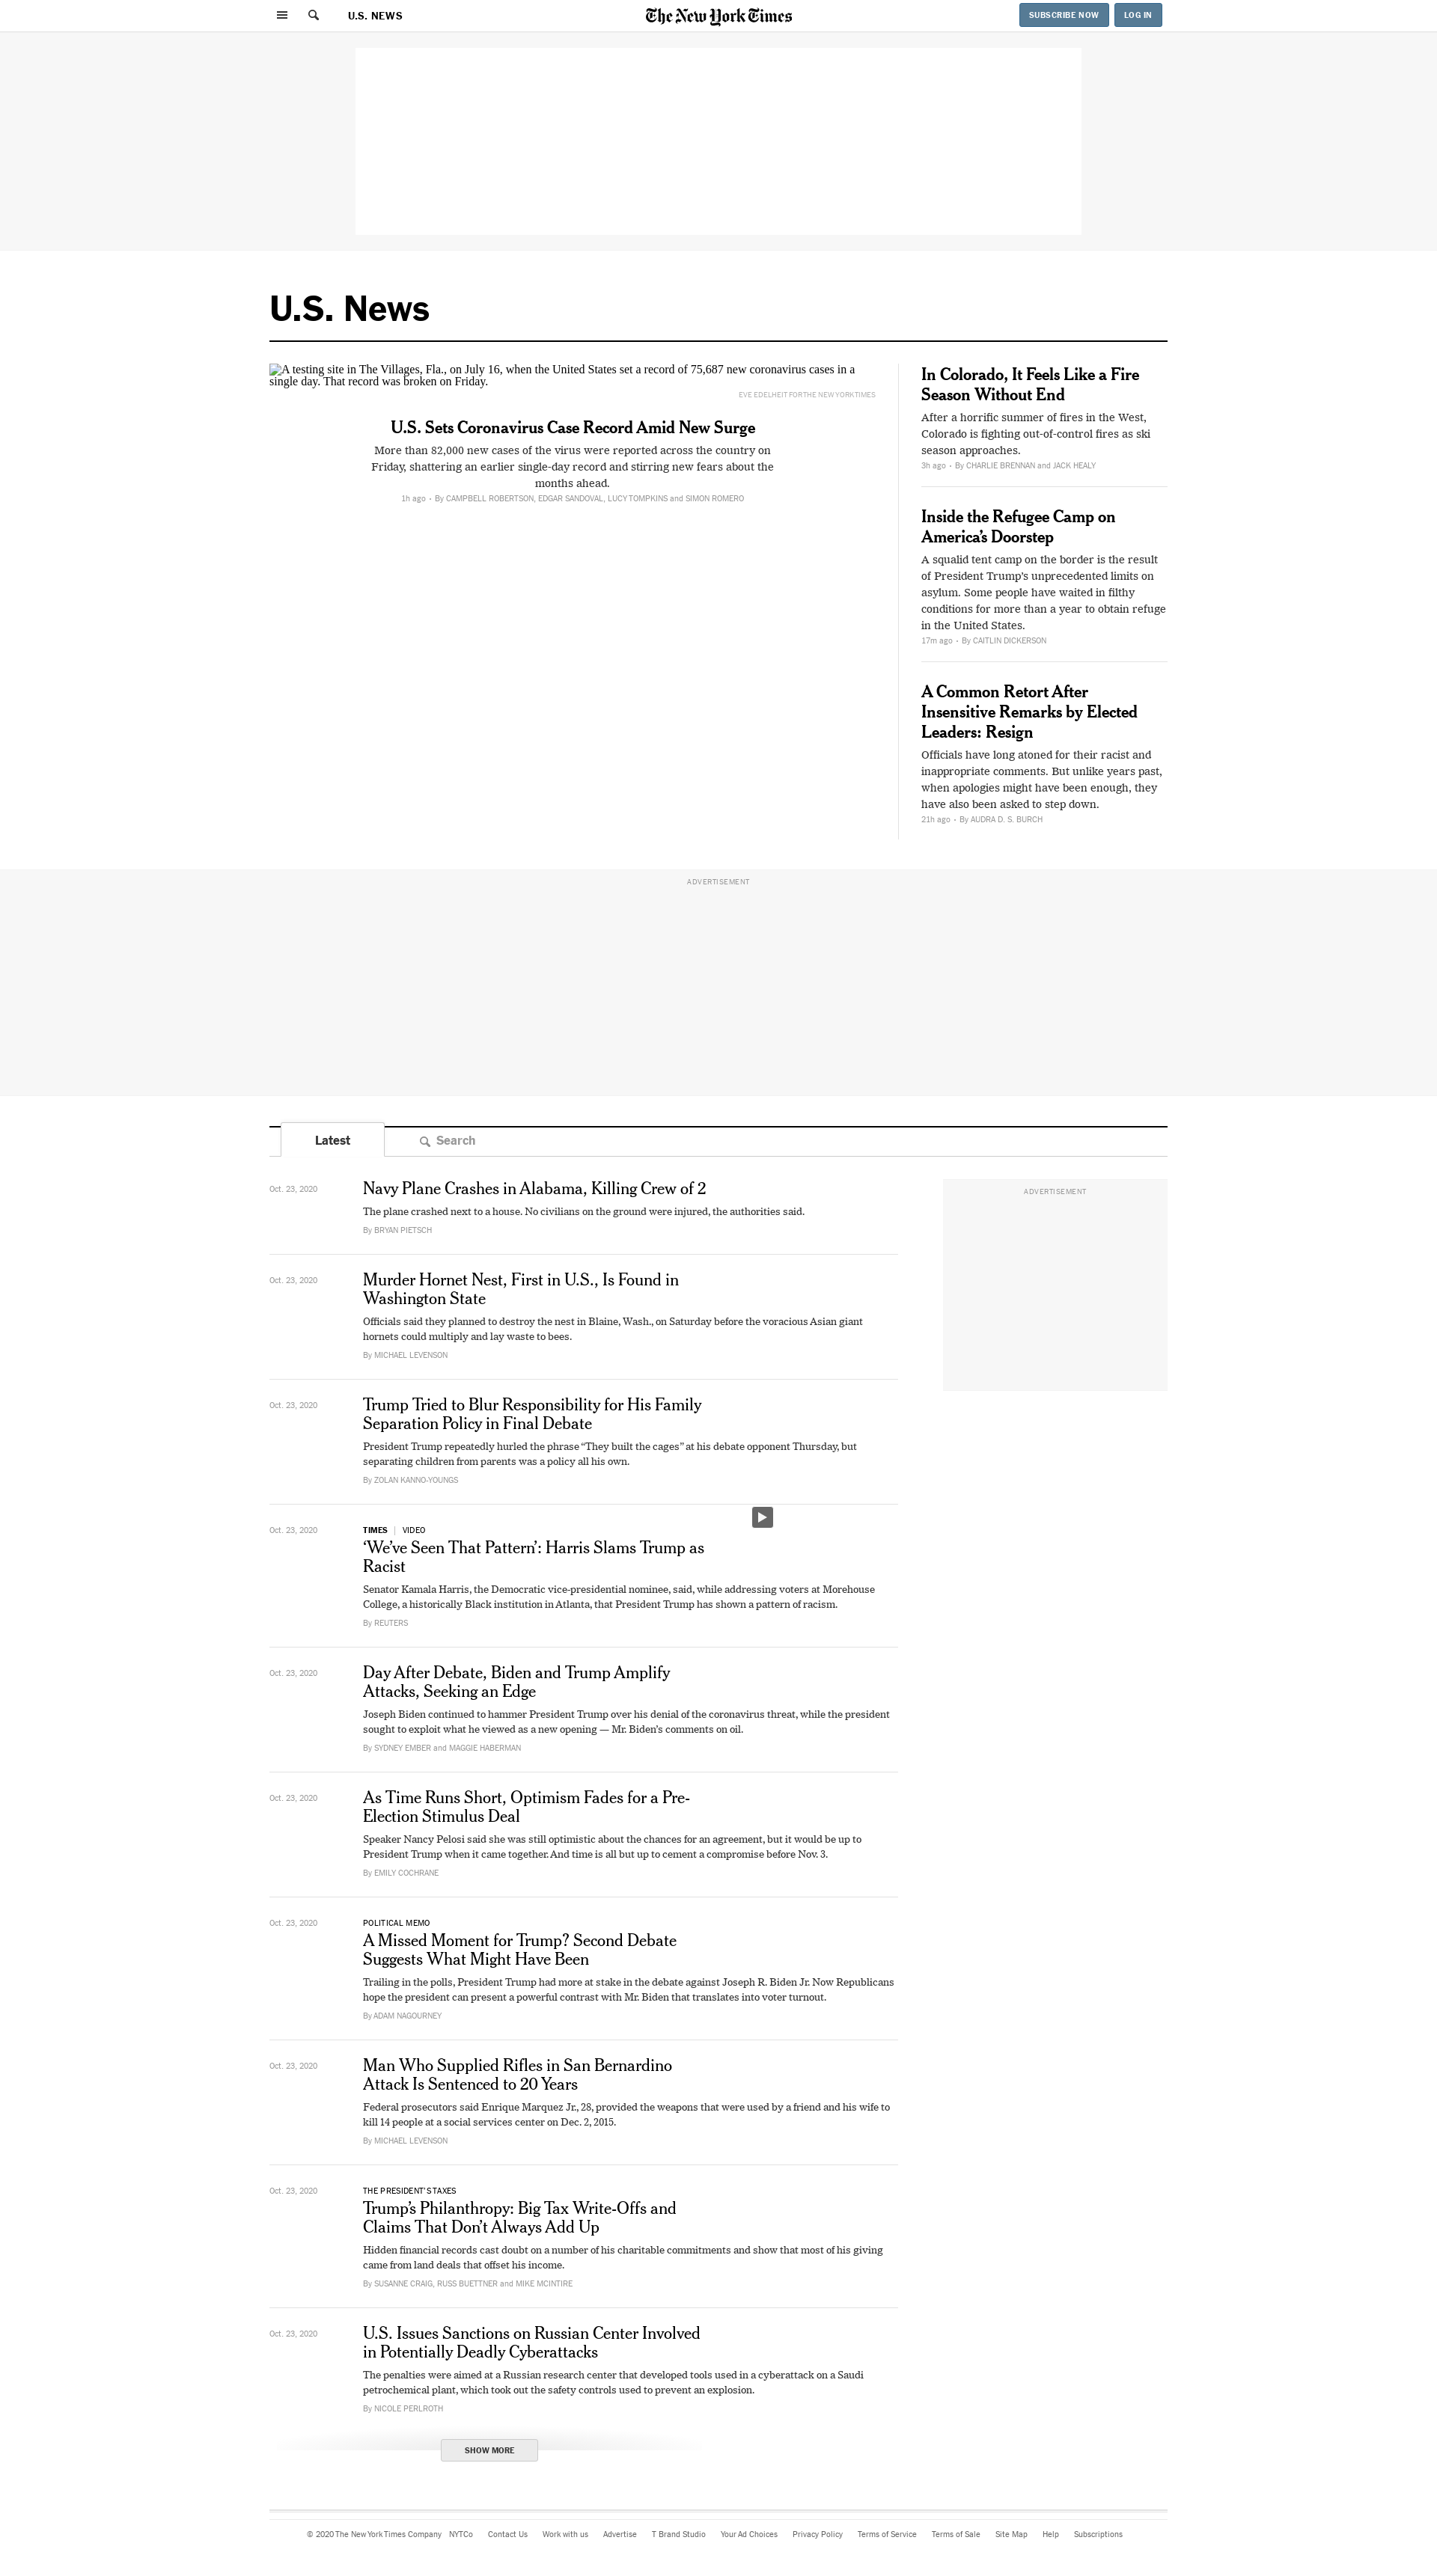 U.S. NEWS
The New York Times
SUBSCRIBE NOW
LOG IN
U.S. News
A testing site in The Villages, Fla., on July 16, when the United States set a record of 75,687 new coronavirus cases in a
single day. That record was broken on Friday.
EVE EDELHEIT FOR THE NEW YORK TIMES
U.S. Sets Coronavirus Case Record Amid New Surge
More than 82,000 new cases of the virus were reported across the country on
Friday, shattering an earlier single-day record and stirring new fears about the
months ahead.
1h ago • By CAMPBELL ROBERTSON, EDGAR SANDOVAL, LUCY TOMPKINS and SIMON ROMERO
In Colorado, It Feels Like a Fire
Season Without End
After a horrific summer of fires in the West,
Colorado is fighting out-of-control fires as ski
season approaches.
3h ago • By CHARLIE BRENNAN and JACK HEALY
Inside the Refugee Camp on
America’s Doorstep
A squalid tent camp on the border is the result
of President Trump’s unprecedented limits on
asylum. Some people have waited in filthy
conditions for more than a year to obtain refuge
in the United States.
17m ago • By CAITLIN DICKERSON
A Common Retort After
Insensitive Remarks by Elected
Leaders: Resign
Officials have long atoned for their racist and
inappropriate comments. But unlike years past,
when apologies might have been enough, they
have also been asked to step down.
21h ago • By AUDRA D. S. BURCH
ADVERTISEMENT
Latest
Search
ADVERTISEMENT
Oct. 23, 2020
Navy Plane Crashes in Alabama, Killing Crew of 2
The plane crashed next to a house. No civilians on the ground were injured, the authorities said.
By BRYAN PIETSCH
Oct. 23, 2020
Murder Hornet Nest, First in U.S., Is Found in
Washington State
Officials said they planned to destroy the nest in Blaine, Wash., on Saturday before the voracious Asian giant
hornets could multiply and lay waste to bees.
By MICHAEL LEVENSON
Oct. 23, 2020
Trump Tried to Blur Responsibility for His Family
Separation Policy in Final Debate
President Trump repeatedly hurled the phrase “They built the cages” at his debate opponent Thursday, but
separating children from parents was a policy all his own.
By ZOLAN KANNO-YOUNGS
Oct. 23, 2020
TIMES | VIDEO
‘We’ve Seen That Pattern’: Harris Slams Trump as
Racist
Senator Kamala Harris, the Democratic vice-presidential nominee, said, while addressing voters at Morehouse
College, a historically Black institution in Atlanta, that President Trump has shown a pattern of racism.
By REUTERS
Oct. 23, 2020
Day After Debate, Biden and Trump Amplify
Attacks, Seeking an Edge
Joseph Biden continued to hammer President Trump over his denial of the coronavirus threat, while the president
sought to exploit what he viewed as a new opening — Mr. Biden’s comments on oil.
By SYDNEY EMBER and MAGGIE HABERMAN
Oct. 23, 2020
As Time Runs Short, Optimism Fades for a Pre-
Election Stimulus Deal
Speaker Nancy Pelosi said she was still optimistic about the chances for an agreement, but it would be up to
President Trump when it came together. And time is all but up to cement a compromise before Nov. 3.
By EMILY COCHRANE
Oct. 23, 2020
POLITICAL MEMO
A Missed Moment for Trump? Second Debate
Suggests What Might Have Been
Trailing in the polls, President Trump had more at stake in the debate against Joseph R. Biden Jr. Now Republicans
hope the president can present a powerful contrast with Mr. Biden that translates into voter turnout.
By ADAM NAGOURNEY
Oct. 23, 2020
Man Who Supplied Rifles in San Bernardino
Attack Is Sentenced to 20 Years
Federal prosecutors said Enrique Marquez Jr., 28, provided the weapons that were used by a friend and his wife to
kill 14 people at a social services center on Dec. 2, 2015.
By MICHAEL LEVENSON
Oct. 23, 2020
THE PRESIDENT’S TAXES
Trump’s Philanthropy: Big Tax Write-Offs and
Claims That Don’t Always Add Up
Hidden financial records cast doubt on a number of his charitable commitments and show that most of his giving
came from land deals that offset his income.
By SUSANNE CRAIG, RUSS BUETTNER and MIKE MCINTIRE
Oct. 23, 2020
U.S. Issues Sanctions on Russian Center Involved
in Potentially Deadly Cyberattacks
The penalties were aimed at a Russian research center that developed tools used in a cyberattack on a Saudi
petrochemical plant, which took out the safety controls used to prevent an explosion.
By NICOLE PERLROTH
SHOW MORE
© 2020 The New York Times Company NYTCo Contact Us Work with us Advertise T Brand Studio Your Ad Choices Privacy Policy Terms of Service Terms of Sale Site Map Help Subscriptions